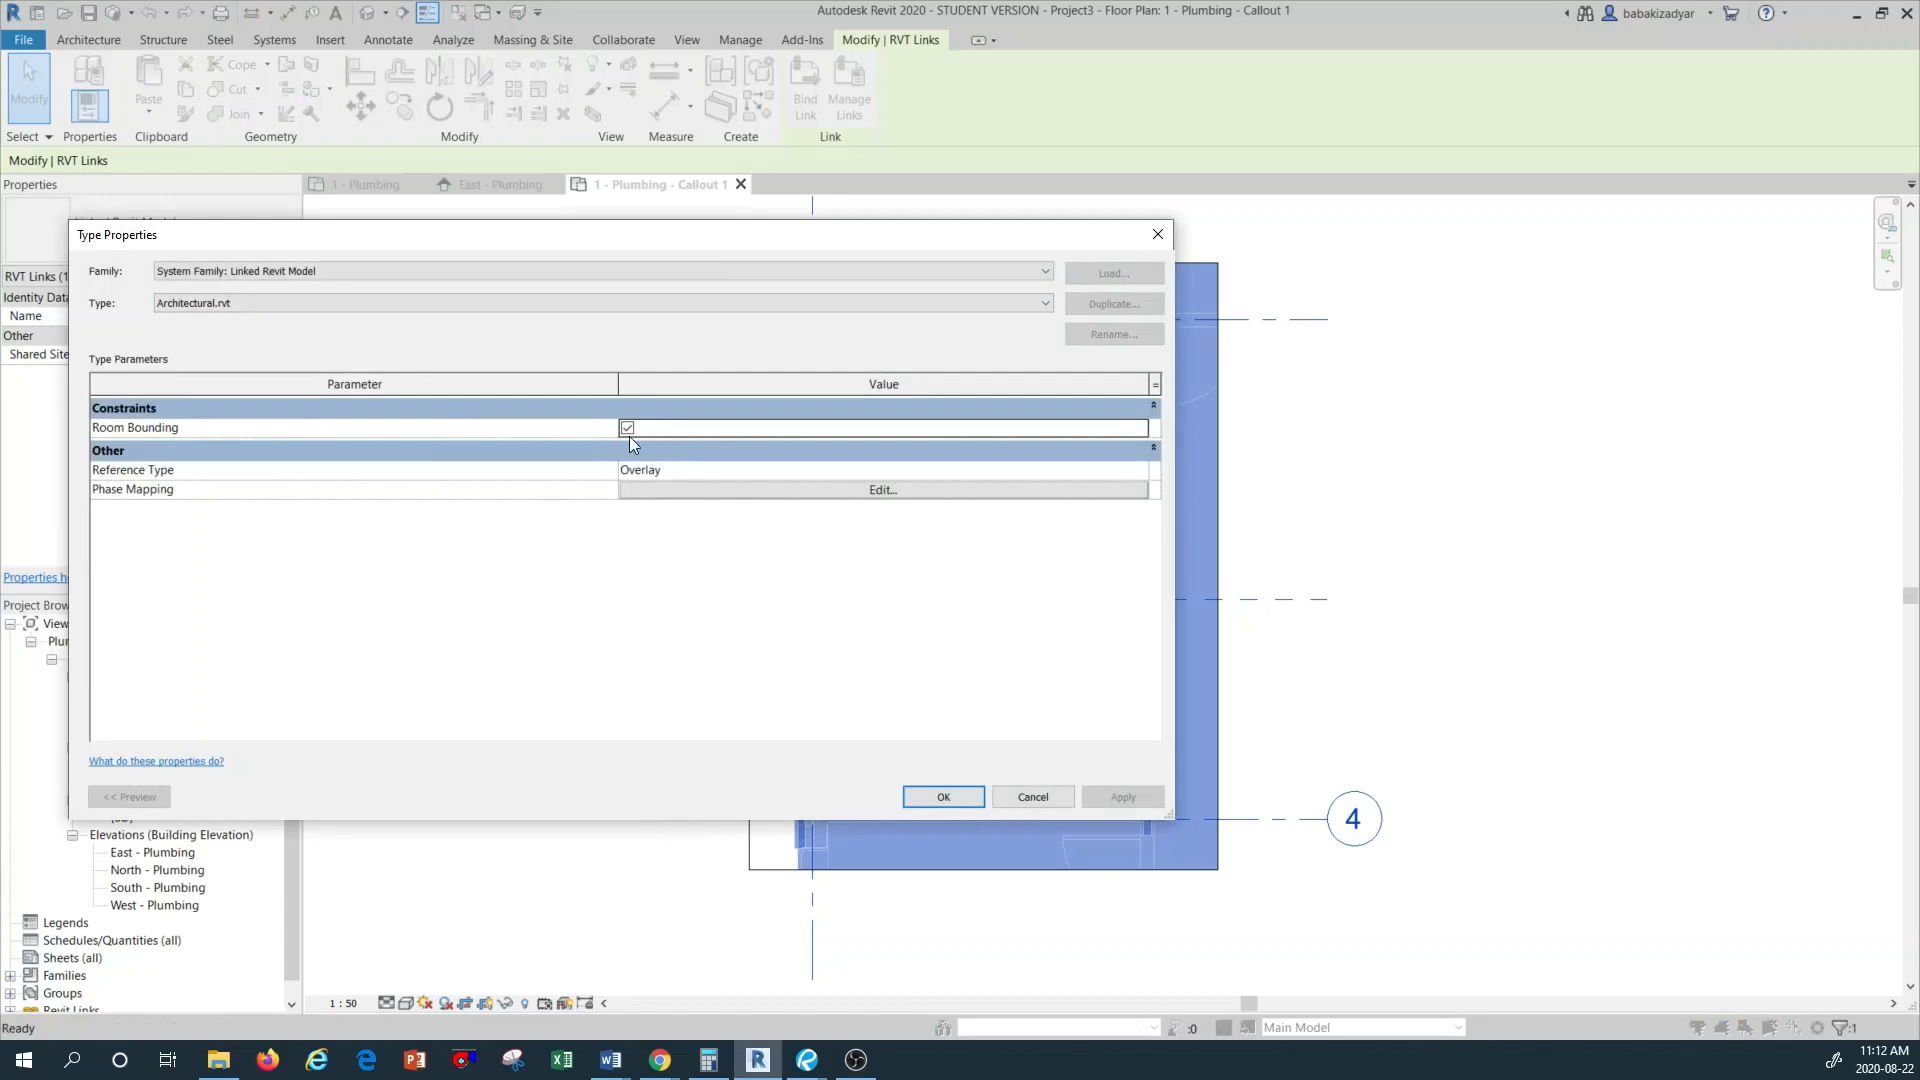 Autodesk Revit 2020 - STUDENT VERSION - Project3 - Floor Plan: 1 - Plumbing - Callout 1
babakizadyar
File Architecture Structure Steel Systems Insert Annotate Analyze Massing & Site Collaborate View Manage Add-Ins Modify | RVT Links
Modify
Paste
Cope
Cut
Join
Bind Link
Manage Links
Select Properties Clipboard Geometry Modify View Measure Create Link
Modify | RVT Links
Properties
1 - Plumbing
East - Plumbing
1 - Plumbing - Callout 1
Type Properties
Family:
System Family: Linked Revit Model
Load...
Type:
Architectural.rvt
Duplicate...
Rename...
Type Parameters
Parameter Value =
Constraints
Room Bounding
Other
Reference Type Overlay
Phase Mapping Edit...
What do these properties do?
<< Preview
OK Cancel Apply
RVT Links (1
Identity Data
Name
Other
Shared Site
Properties he
Project Brow
View
Plum
Elevations (Building Elevation)
East - Plumbing
North - Plumbing
South - Plumbing
West - Plumbing
Legends
Schedules/Quantities (all)
Sheets (all)
Families
Groups
Revit Links
4
1 : 50
Ready
:0
Main Model
:1
11:12 AM
2020-08-22